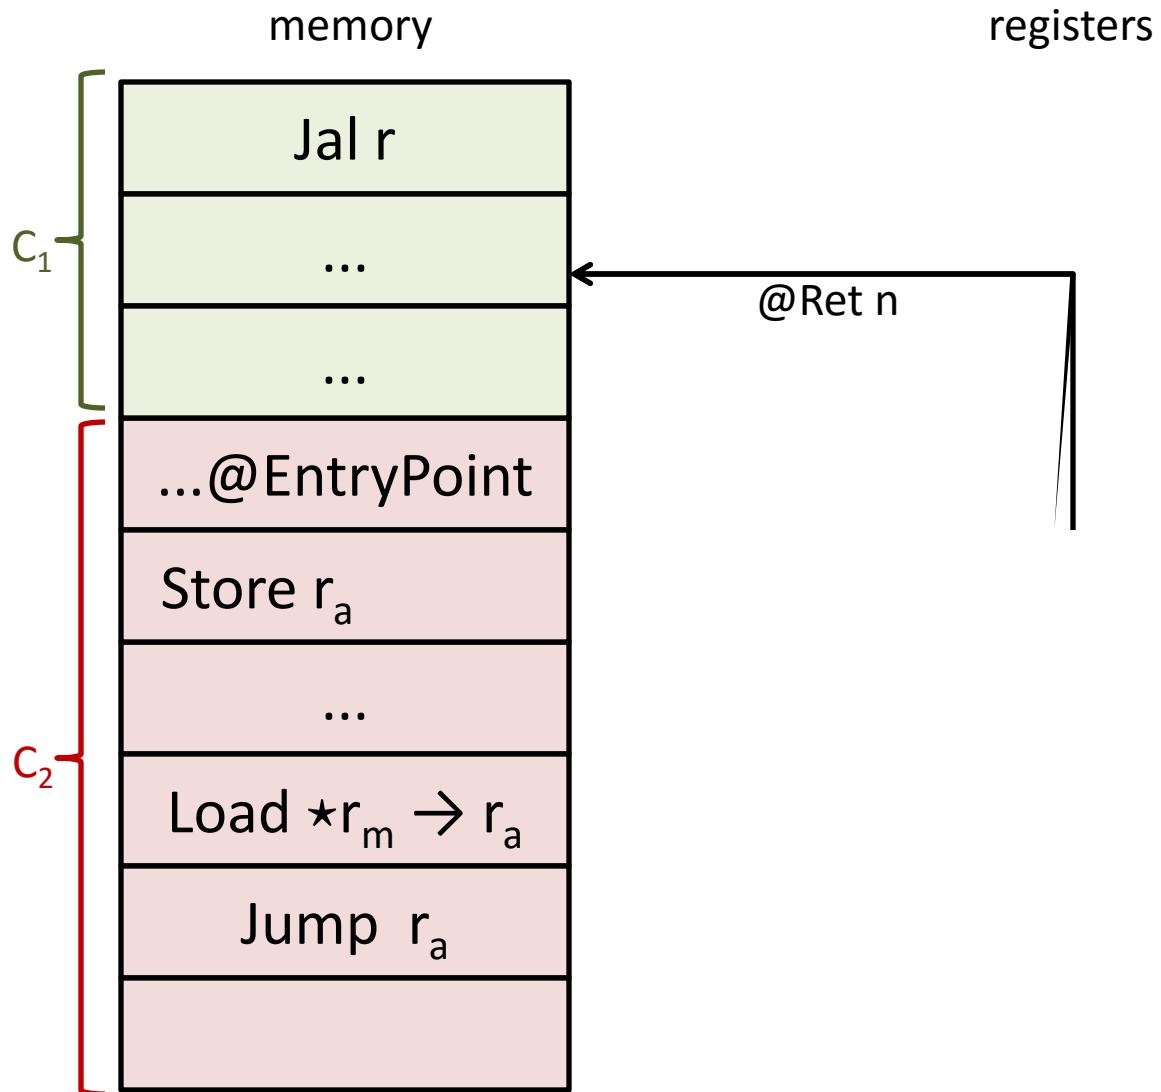 memory
registers
C₁
Jal r
...
@Ret n
...
...@EntryPoint
Store rₐ
...
C₂
Load ⋆rₘ → rₐ
Jump rₐ